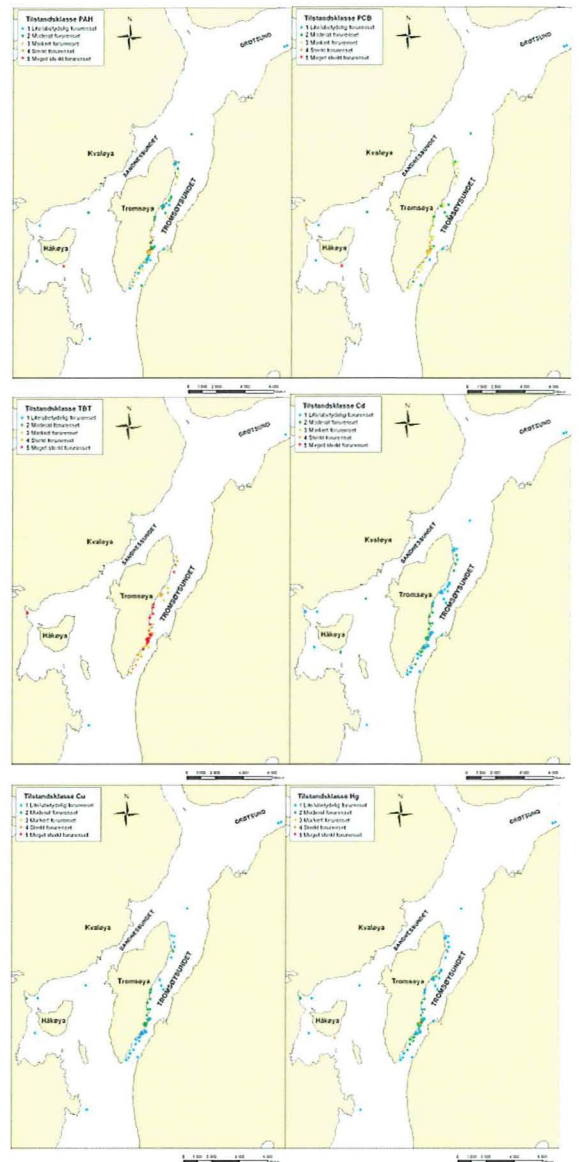 Tilstandsklasse PAH
1 Lite/ubetydelig forurenset
2 Moderat forurenset
3 Markert forurenset
4 Sterkt forurenset
5 Meget sterkt forurenset
N
GRØTSUND
Kvaløya
SANDNESSUNDET
Tromsøya
TROMSØYSUNDET
Håkøya
Tilstandsklasse PCB
1 Lite/ubetydelig forurenset
2 Moderat forurenset
3 Markert forurenset
4 Sterkt forurenset
5 Meget sterkt forurenset
N
GRØTSUND
Kvaløya
SANDNESSUNDET
Tromsøya
TROMSØYSUNDET
Håkøya
Tilstandsklasse TBT
1 Lite/ubetydelig forurenset
2 Moderat forurenset
3 Markert forurenset
4 Sterkt forurenset
5 Meget sterkt forurenset
N
GRØTSUND
Kvaløya
SANDNESSUNDET
Tromsøya
TROMSØYSUNDET
Håkøya
Tilstandsklasse Cd
1 Lite/ubetydelig forurenset
2 Moderat forurenset
3 Markert forurenset
4 Sterkt forurenset
5 Meget sterkt forurenset
N
GRØTSUND
Kvaløya
SANDNESSUNDET
Tromsøya
TROMSØYSUNDET
Håkøya
Tilstandsklasse Cu
1 Lite/ubetydelig forurenset
2 Moderat forurenset
3 Markert forurenset
4 Sterkt forurenset
5 Meget sterkt forurenset
N
GRØTSUND
Kvaløya
SANDNESSUNDET
Tromsøya
TROMSØYSUNDET
Håkøya
Tilstandsklasse Hg
1 Lite/ubetydelig forurenset
2 Moderat forurenset
3 Markert forurenset
4 Sterkt forurenset
5 Meget sterkt forurenset
N
GRØTSUND
Kvaløya
SANDNESSUNDET
Tromsøya
TROMSØYSUNDET
Håkøya